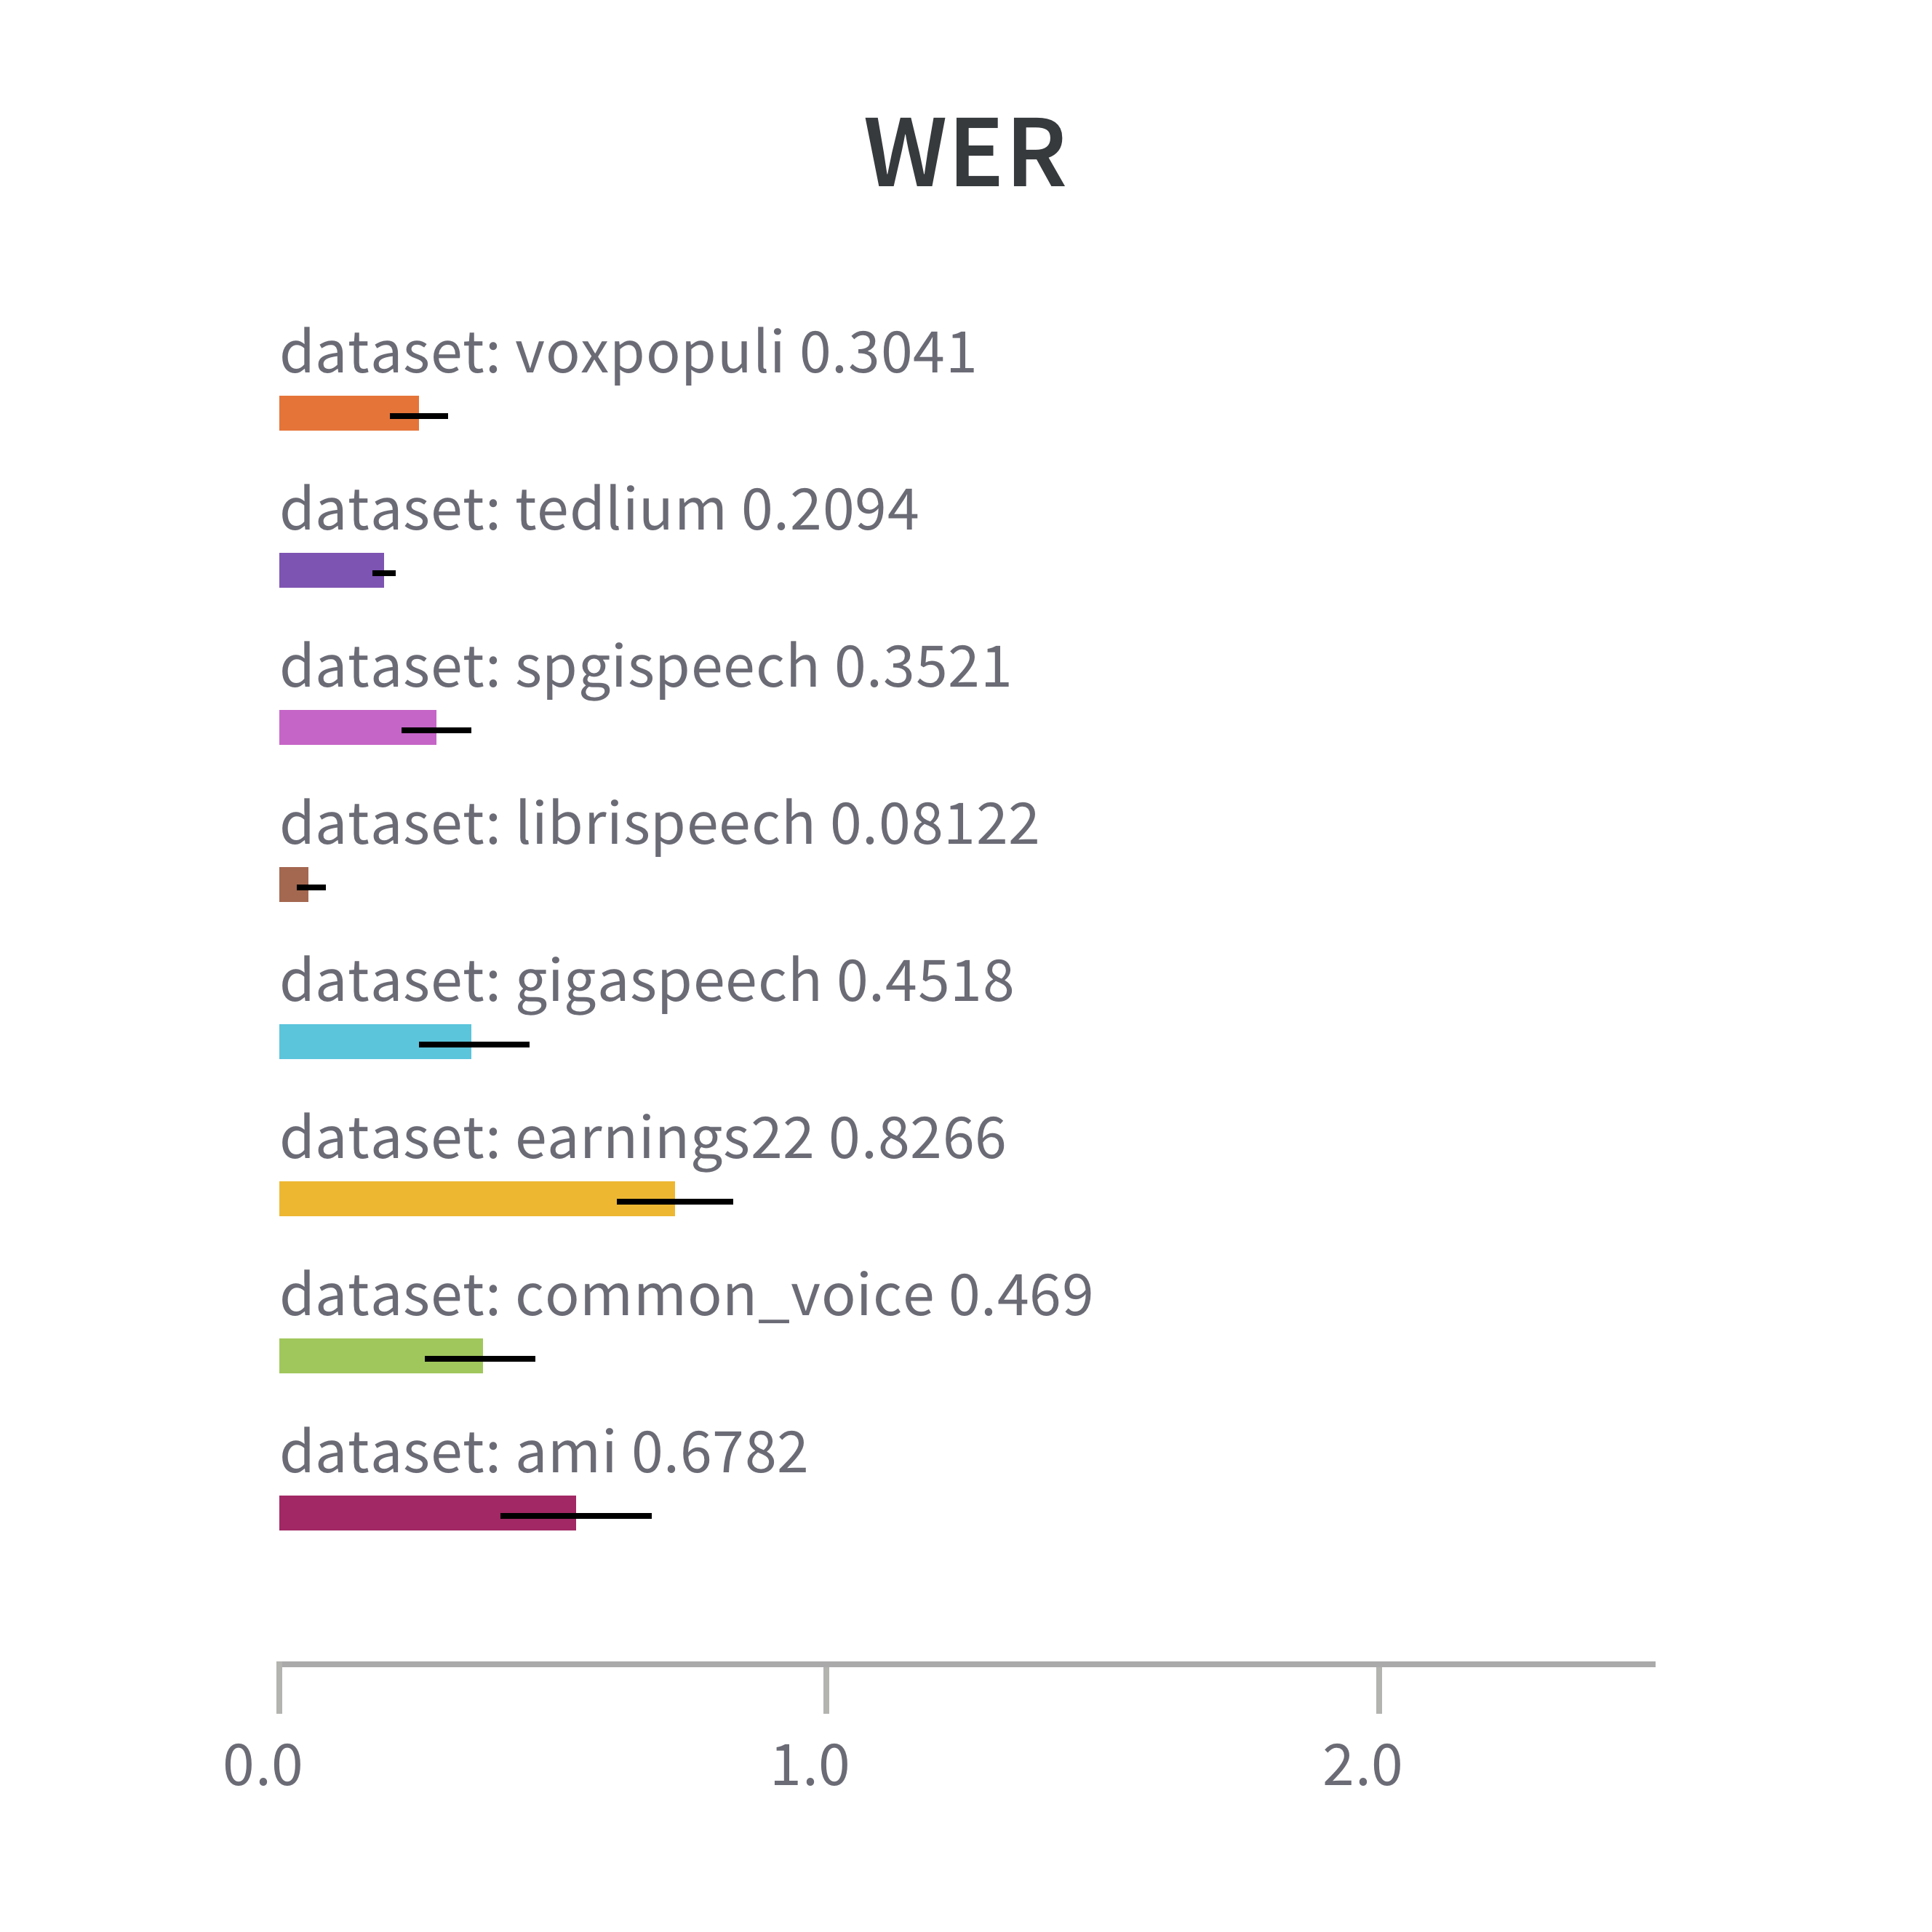 WER
dataset: voxpopuli 0.3041
dataset: tedlium 0.2094
dataset: spgispeech 0.3521
dataset: librispeech 0.08122
dataset: gigaspeech 0.4518
dataset: earnings22 0.8266
dataset: common_voice 0.469
dataset: ami 0.6782
0.0 1.0 2.0